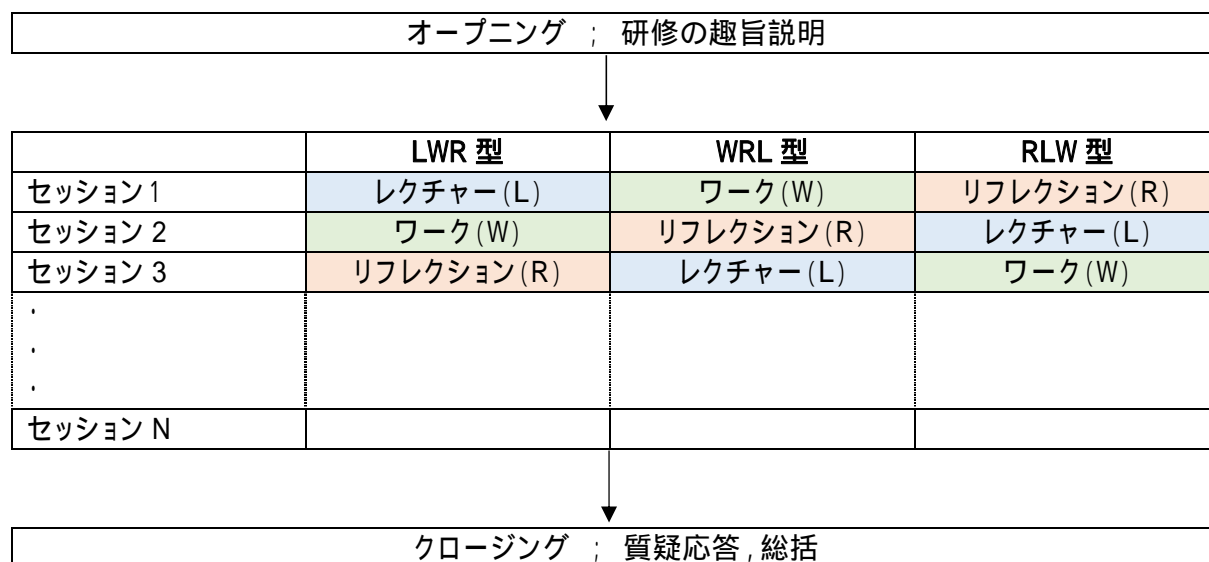 オープニング ; 研修の趣旨説明
LWR 型 WRL 型 RLW 型
セッション 1 レクチャー(L) ワーク(W) リフレクション(R)
セッション 2 ワーク(W) リフレクション(R) レクチャー(L)
セッション 3 リフレクション(R) レクチャー(L) ワーク(W)
・
・
・
セッション N
クロージング ; 質疑応答,総括